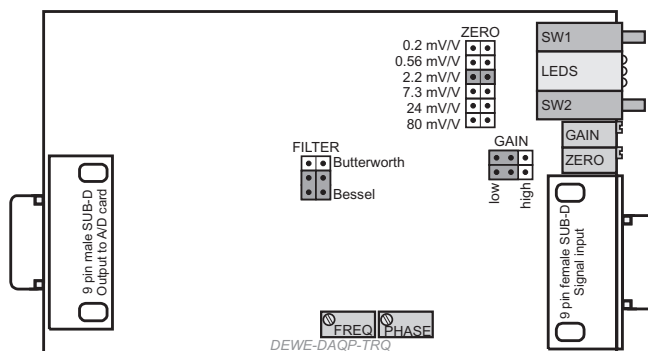 ZERO
0.2 mV/V
0.56 mV/V
2.2 mV/V
7.3 mV/V
24 mV/V
80 mV/V
SW1
LEDS
SW2
GAIN
ZERO
FILTER
Butterworth
Bessel
GAIN
low
high
9 pin male SUB-D
Output to A/D card
9 pin female SUB-D
Signal input
FREQ
PHASE
DEWE-DAQP-TRQ